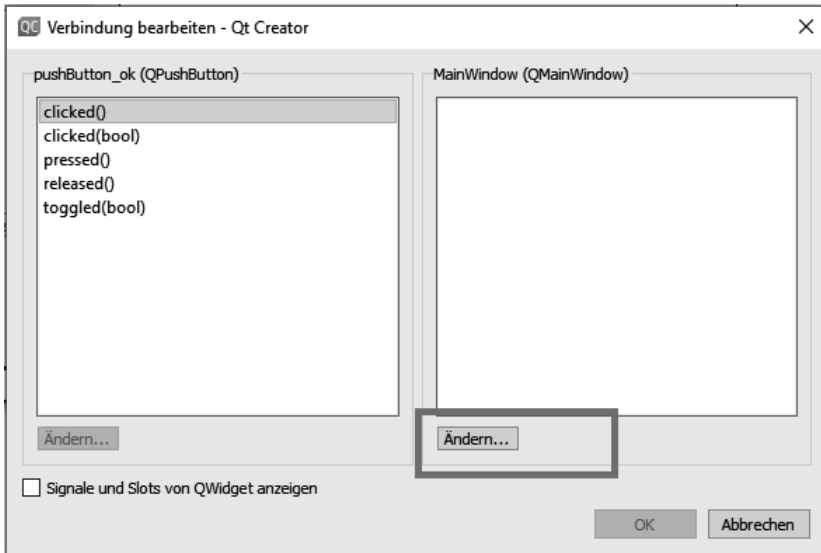 QC Verbindung bearbeiten - Qt Creator
pushButton_ok (QPushButton)
clicked()
clicked(bool)
pressed()
released()
toggled(bool)
Ändern...
MainWindow (QMainWindow)
Ändern...
Signale und Slots von QWidget anzeigen
OK
Abbrechen